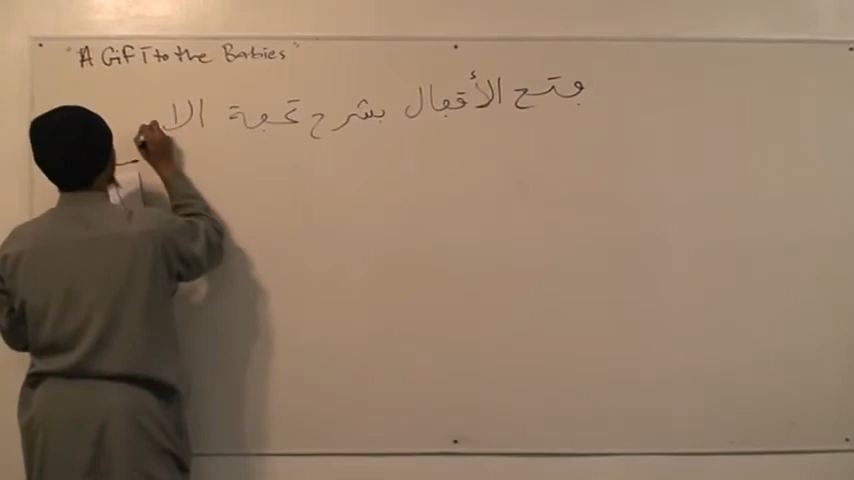 "A GifT to the Babies"
فتح الأقفال بشرح تحفة الا